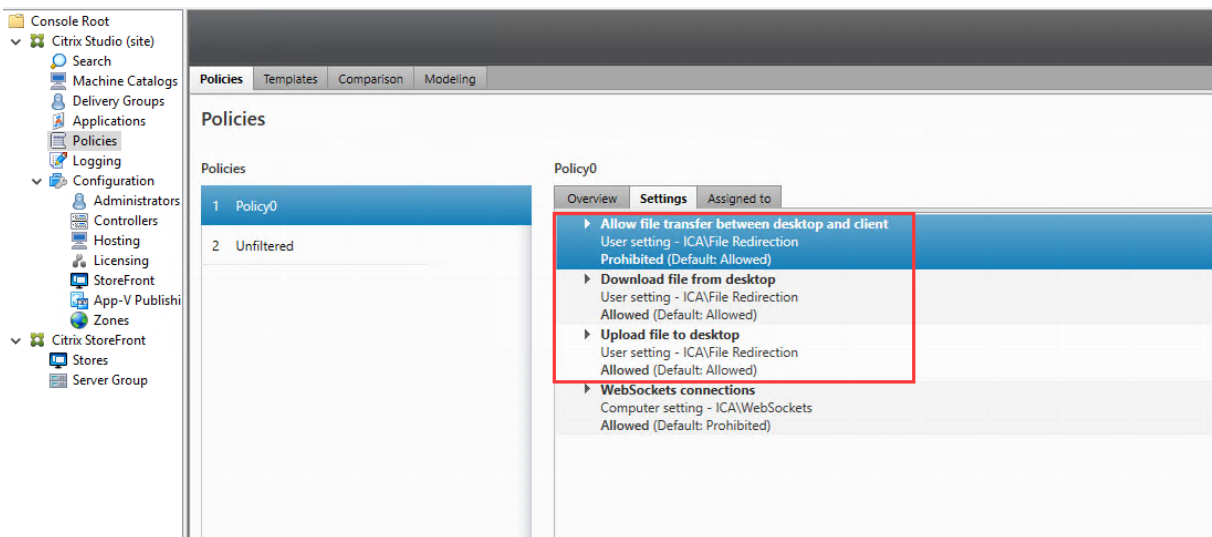 Console Root
Citrix Studio (site)
Search
Machine Catalogs
Delivery Groups
Applications
Policies
Logging
Configuration
Administrators
Controllers
Hosting
Licensing
StoreFront
App-V Publishi
Zones
Citrix StoreFront
Stores
Server Group
Policies Templates Comparison Modeling
Policies
Policies
1 Policy0
2 Unfiltered
Policy0
Overview Settings Assigned to
Allow file transfer between desktop and client
User setting - ICA\File Redirection
Prohibited (Default: Allowed)
Download file from desktop
User setting - ICA\File Redirection
Allowed (Default: Allowed)
Upload file to desktop
User setting - ICA\File Redirection
Allowed (Default: Allowed)
WebSockets connections
Computer setting - ICA\WebSockets
Allowed (Default: Prohibited)